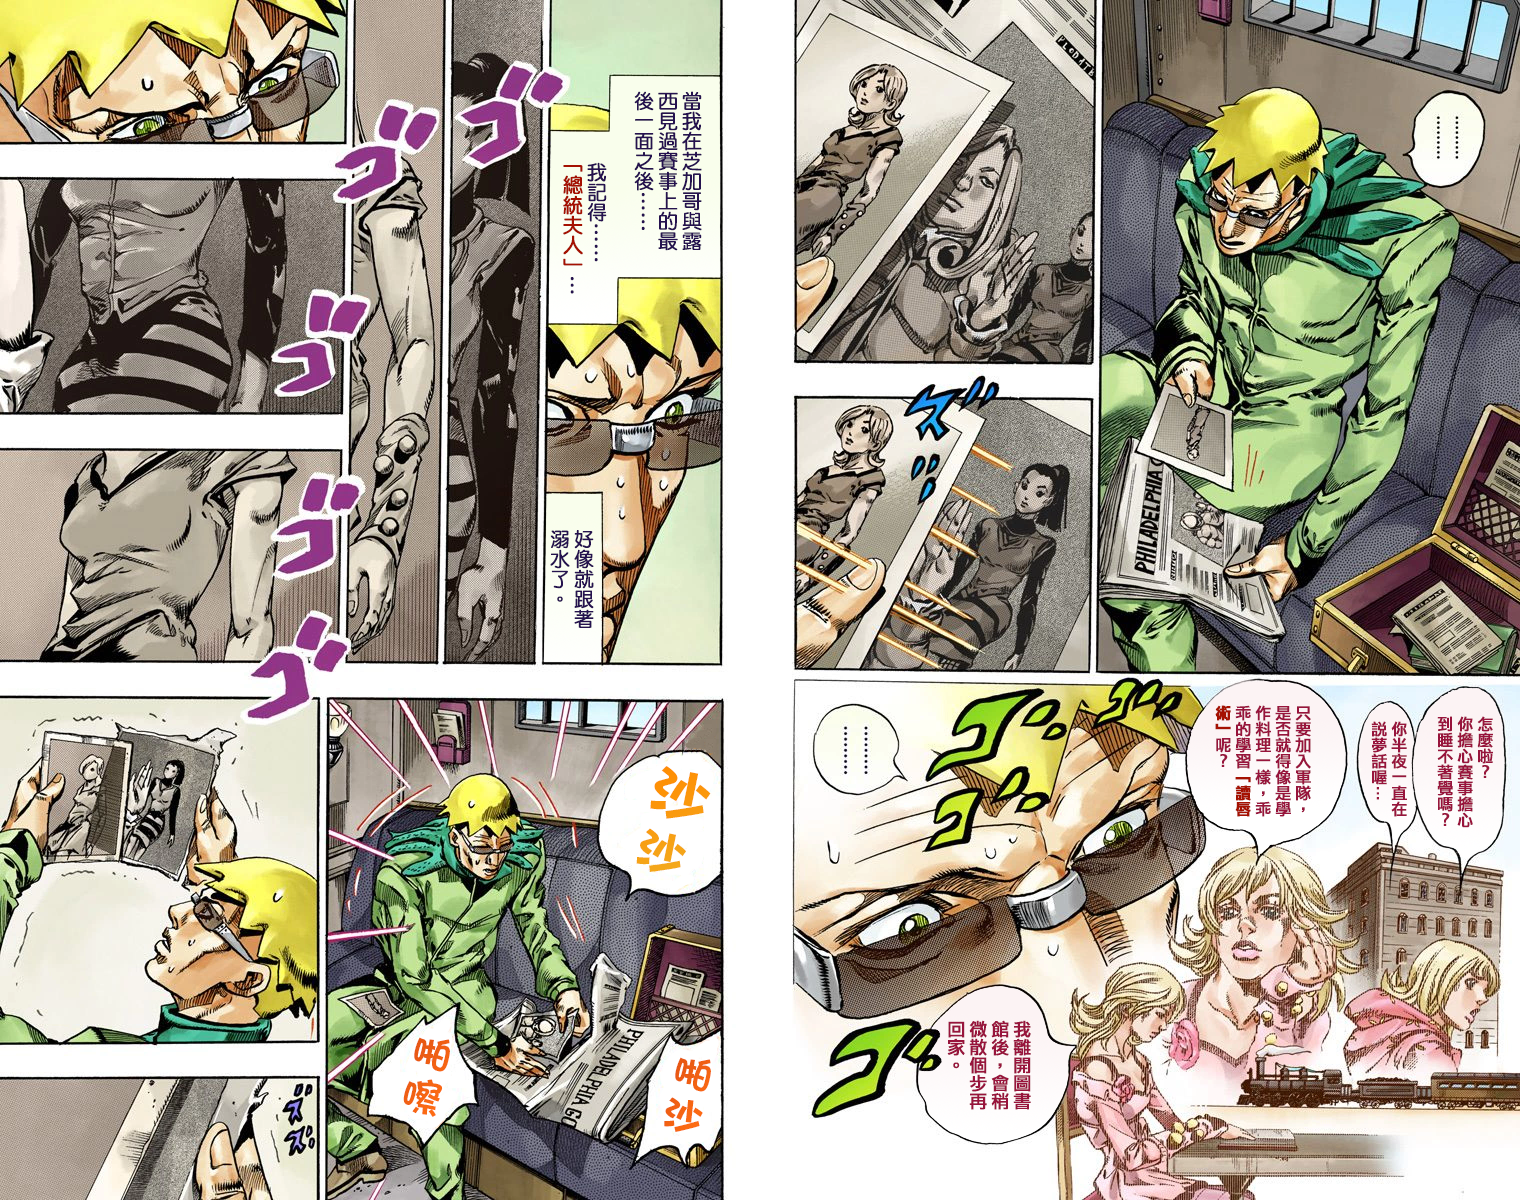 ………
………
PHILADELPHIA G
ズ
ズ
ズ
怎麼啦?
你擔心賽事擔心
到睡不著覺嗎?
你半夜一直在
說夢話喔…
只要加入軍隊,
是否就得像是學
作料理一樣,乖
乖的學習「讀唇
術」呢?
………
………
ゴ
ゴ
我離開圖書
館後,會稍
微散個步再
回家。
ゴ
當我在芝加哥與露
西見過賽事上的最
後一面之後……
我記得……
「總統夫人」…
好像就跟著
溺水了。
ゴ
ゴ
ゴ
ゴ
ゴ
沙
沙
PHILADELPHIA GO
啪
沙
啪
嚓
ズ
ズ